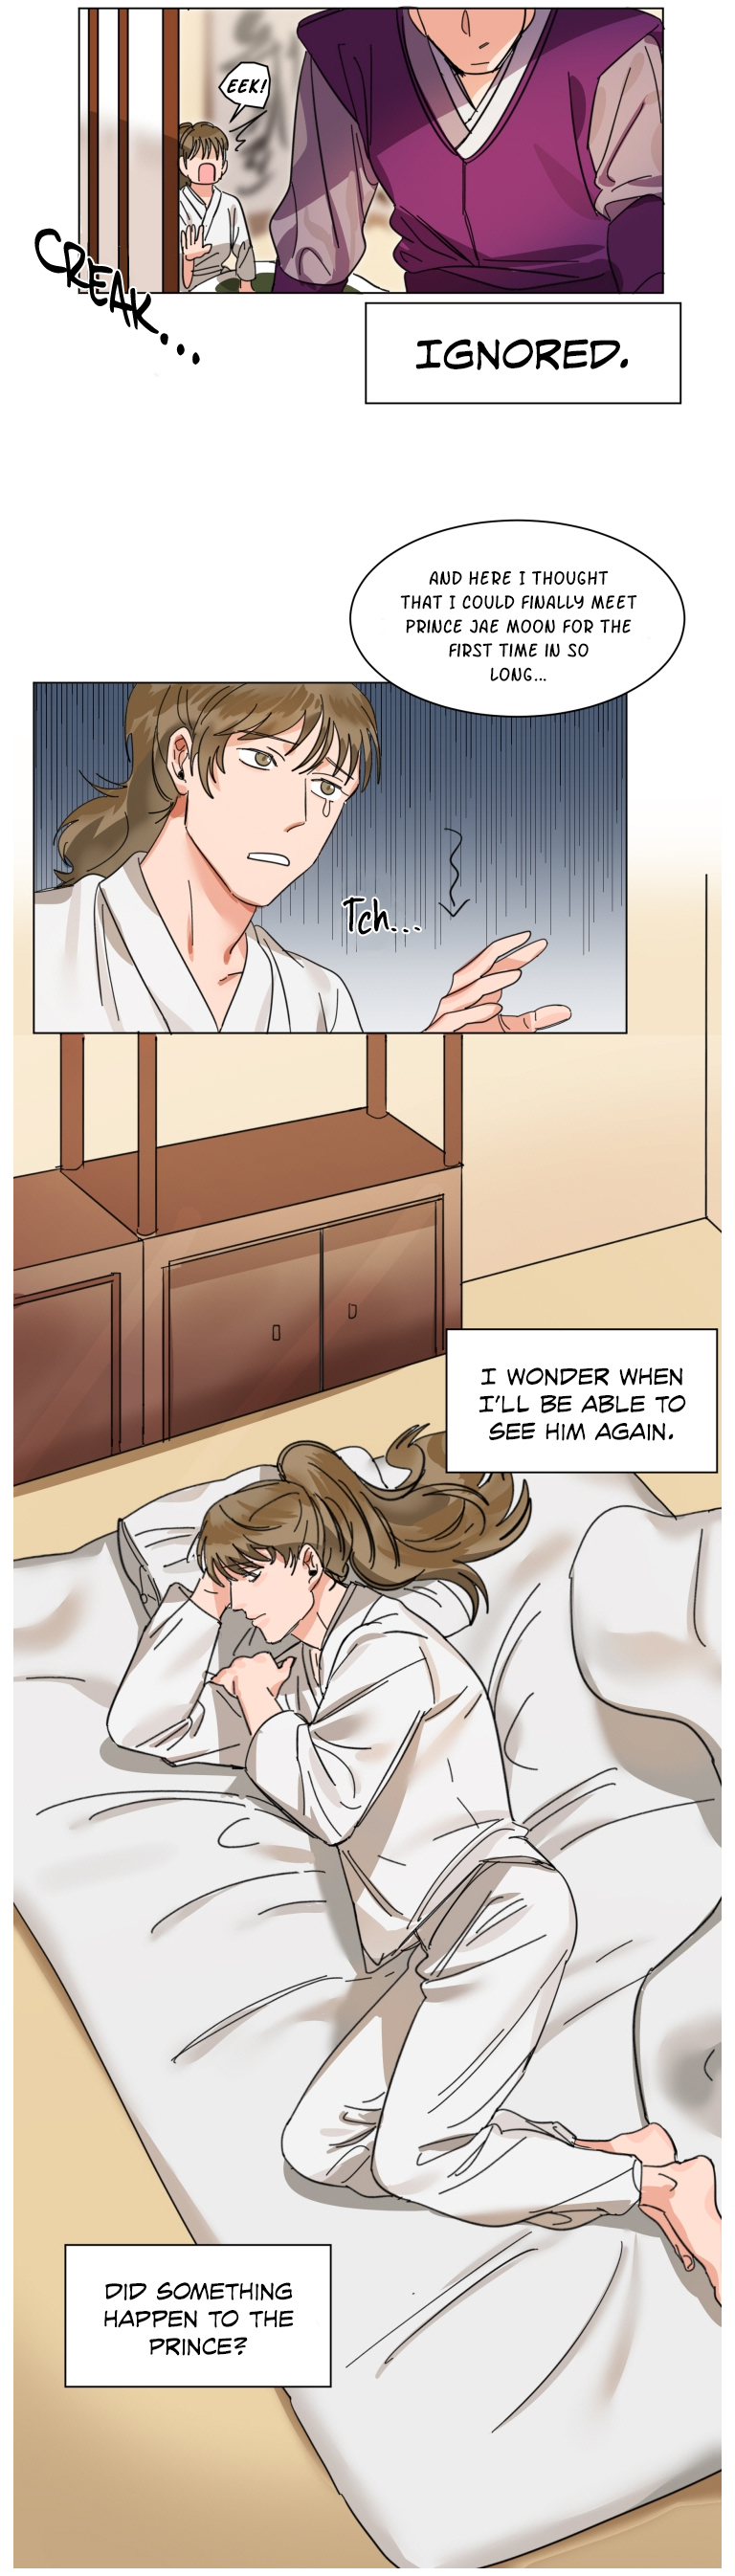 EEK!
CREAK...
IGNORED.
AND HERE I THOUGHT
THAT I COULD FINALLY MEET
PRINCE JAE MOON FOR THE
FIRST TIME IN SO
LONG...
Tch...
I WONDER WHEN
I'LL BE ABLE TO
SEE HIM AGAIN.
DID SOMETHING
HAPPEN TO THE
PRINCE?